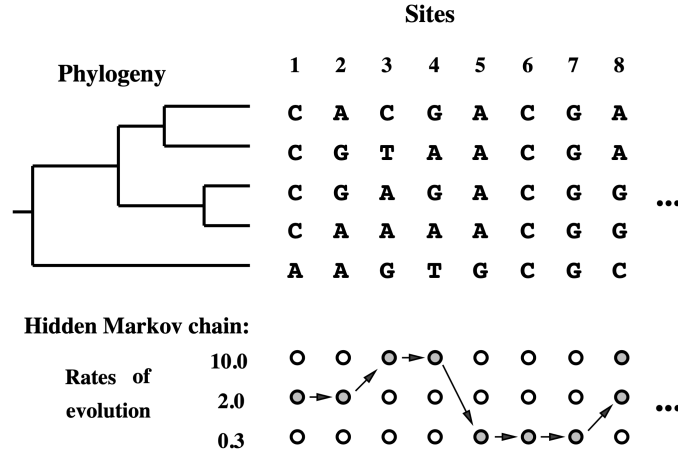 Sites
Phylogeny
1 2 3 4 5 6 7 8
C A C G A C G A
C G T A A C G A
C G A G A C G G
...
C A A A A C G G
A A G T G C G C
Hidden Markov chain:
Rates of
evolution
10.0
2.0
...
0.3